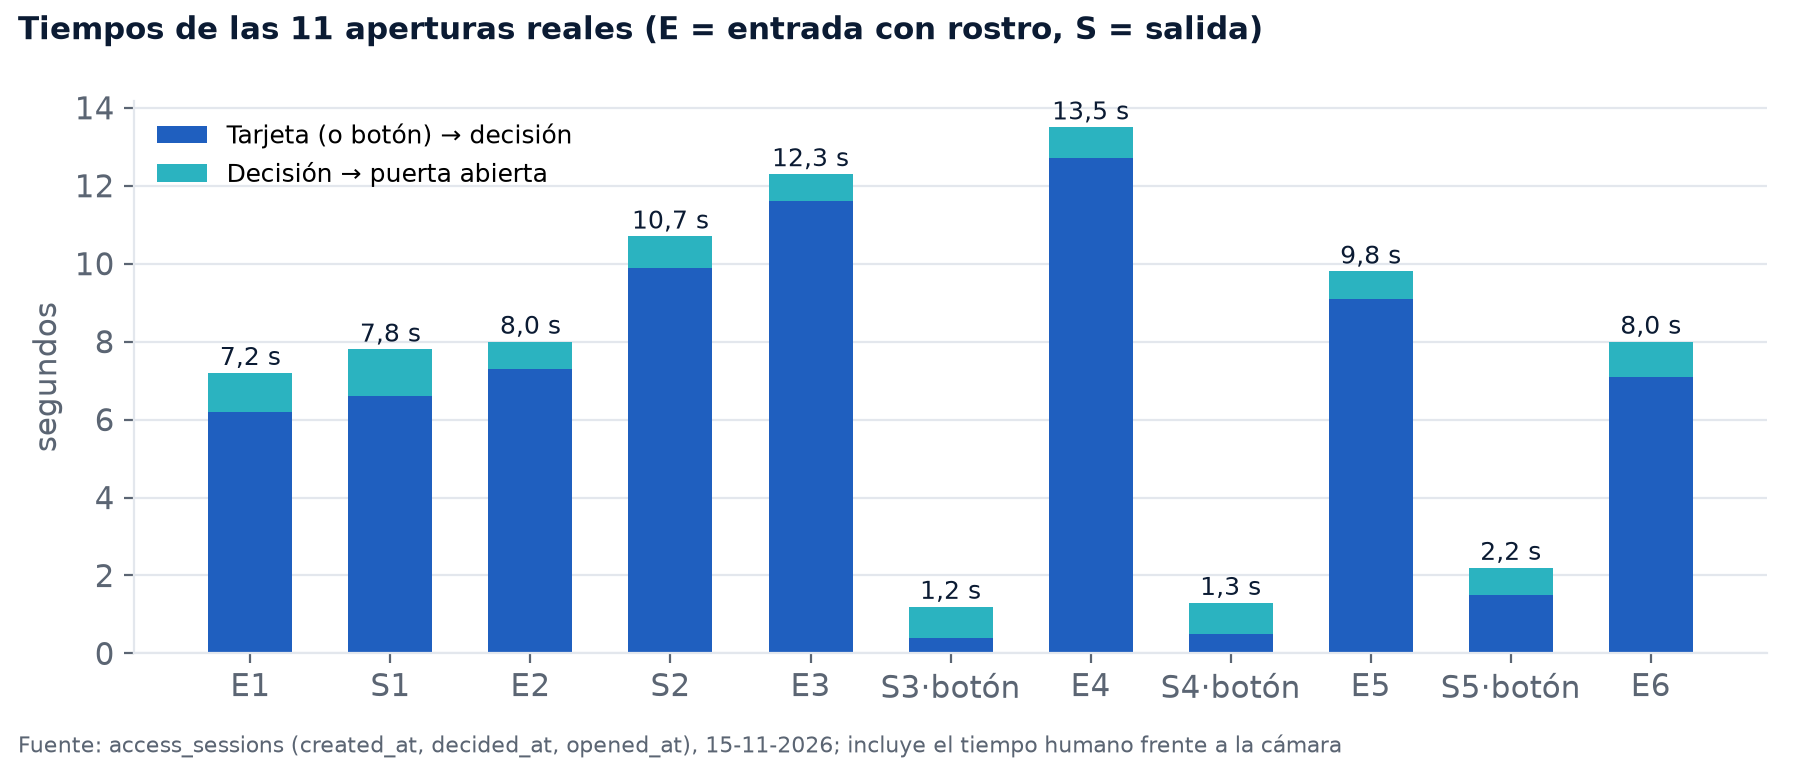 Tiempos de las 11 aperturas reales (E = entrada con rostro, S = salida)
Tarjeta (o botón) → decisión
Decisión → puerta abierta
segundos
14
12
10
8
6
4
2
0
7,2 s
7,8 s
8,0 s
10,7 s
12,3 s
1,2 s
13,5 s
1,3 s
9,8 s
2,2 s
8,0 s
E1
S1
E2
S2
E3
S3·botón
E4
S4·botón
E5
S5·botón
E6
Fuente: access_sessions (created_at, decided_at, opened_at), 15-11-2026; incluye el tiempo humano frente a la cámara